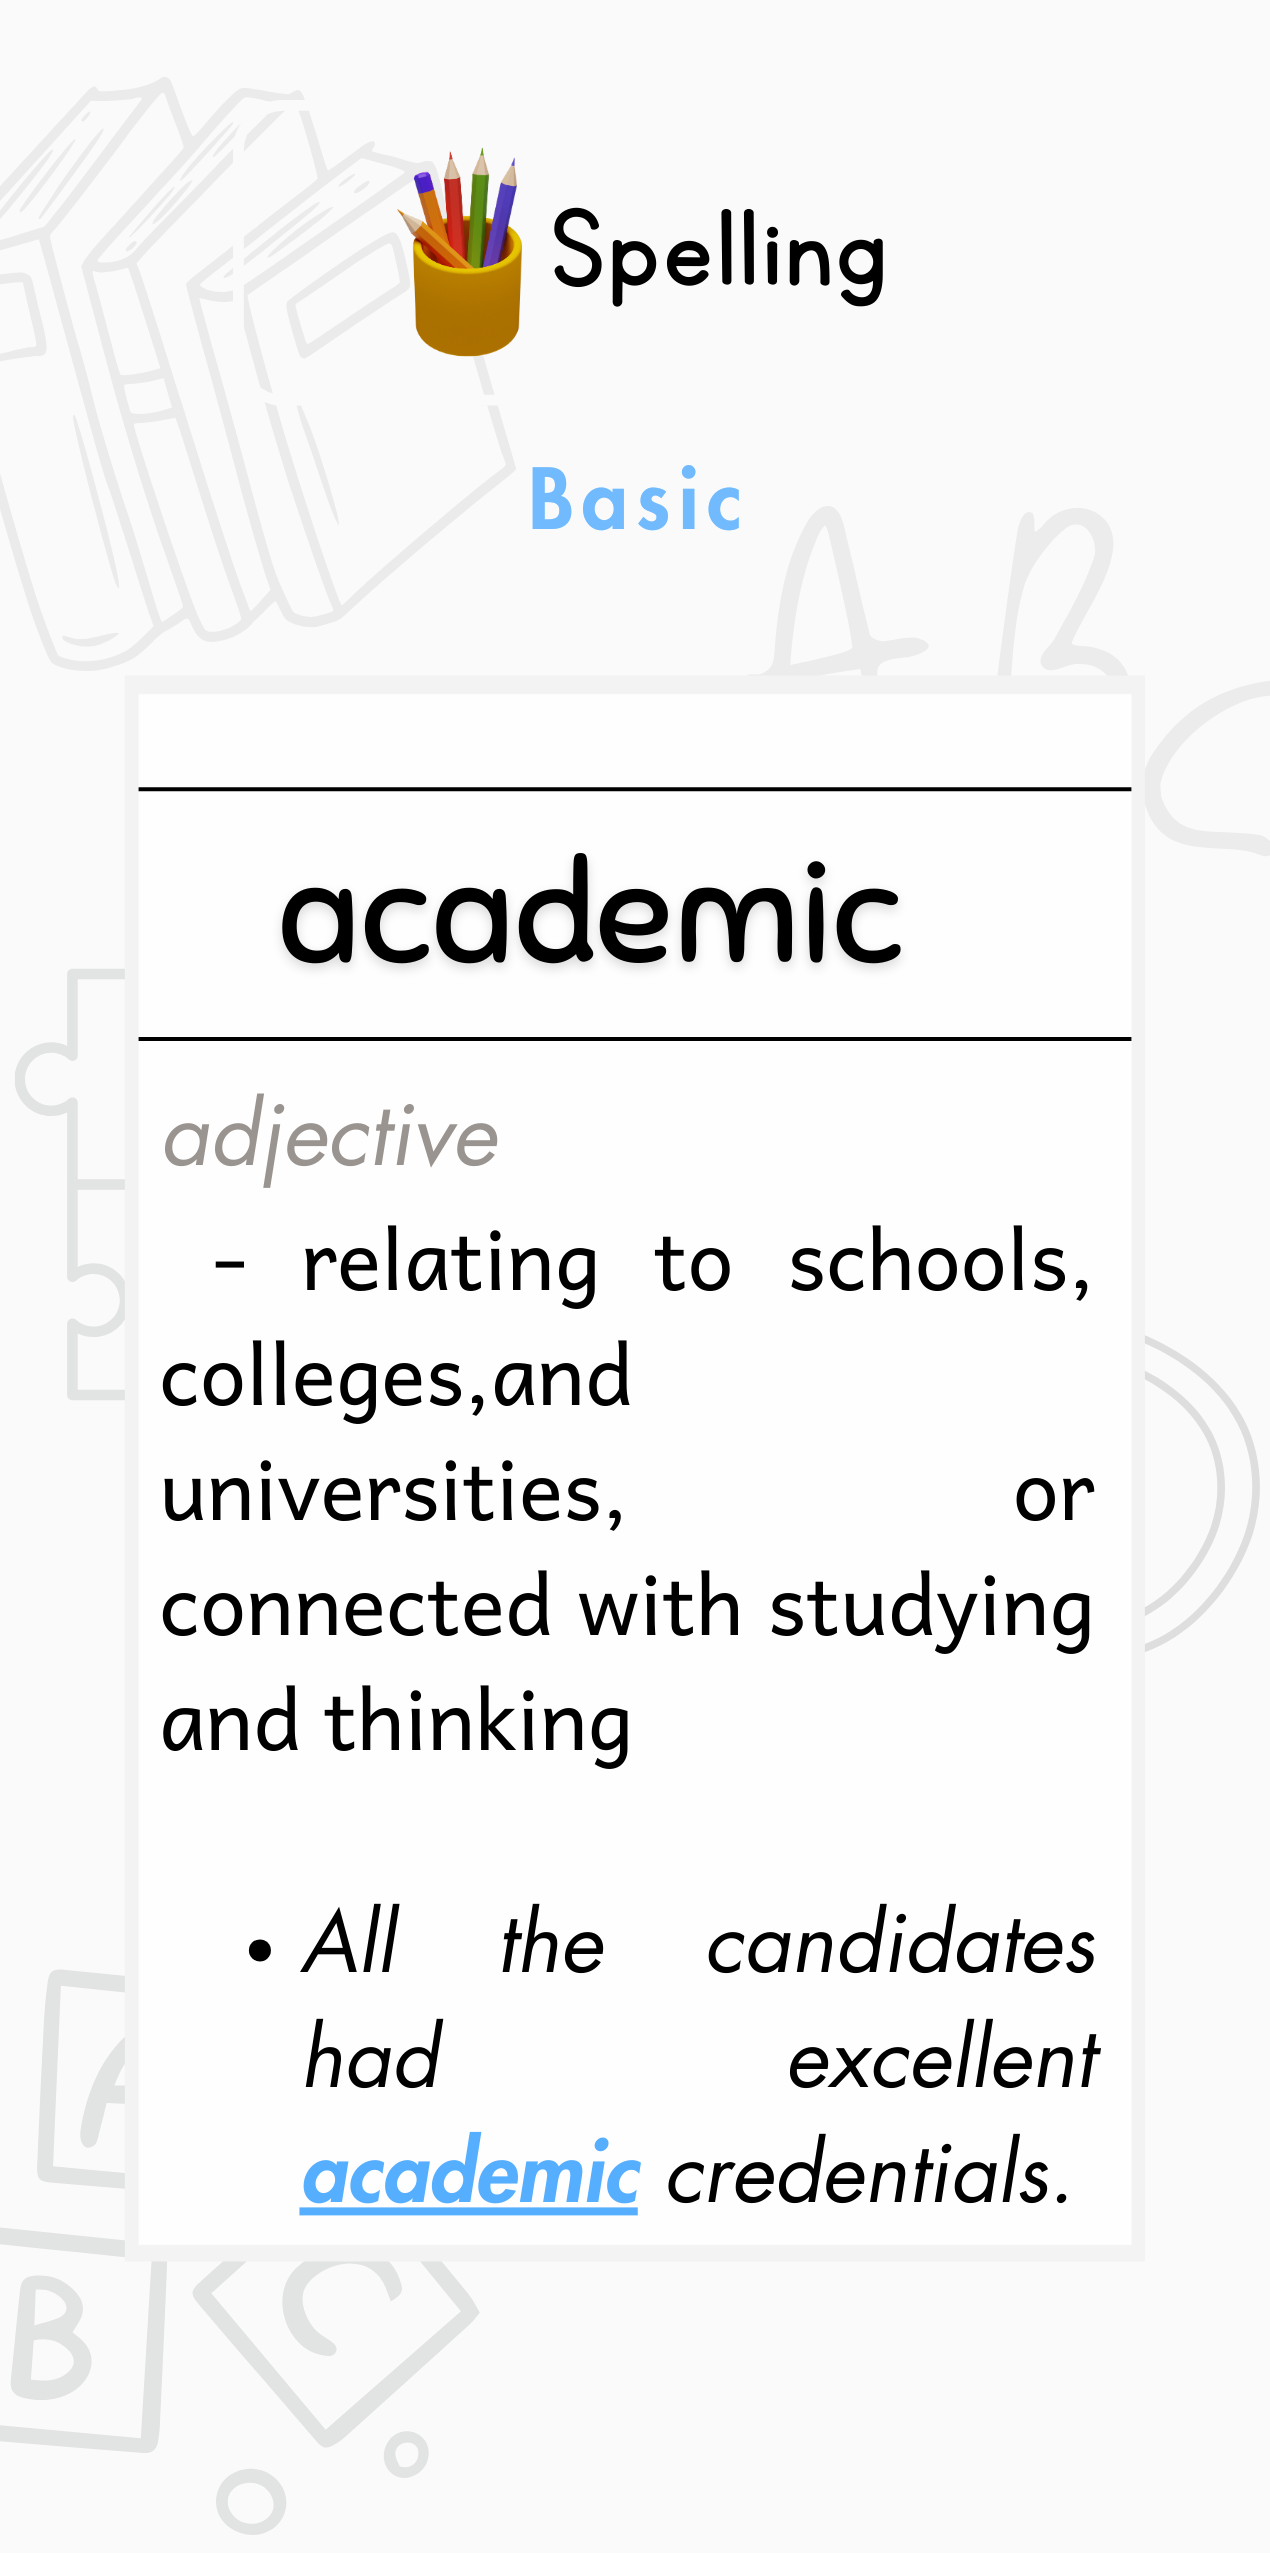 Spelling
Basic
academic
adjective
- relating to schools,
colleges,and
universities, or
connected with studying
and thinking
• All the candidates
had excellent
academic credentials.
A B
A
B
C